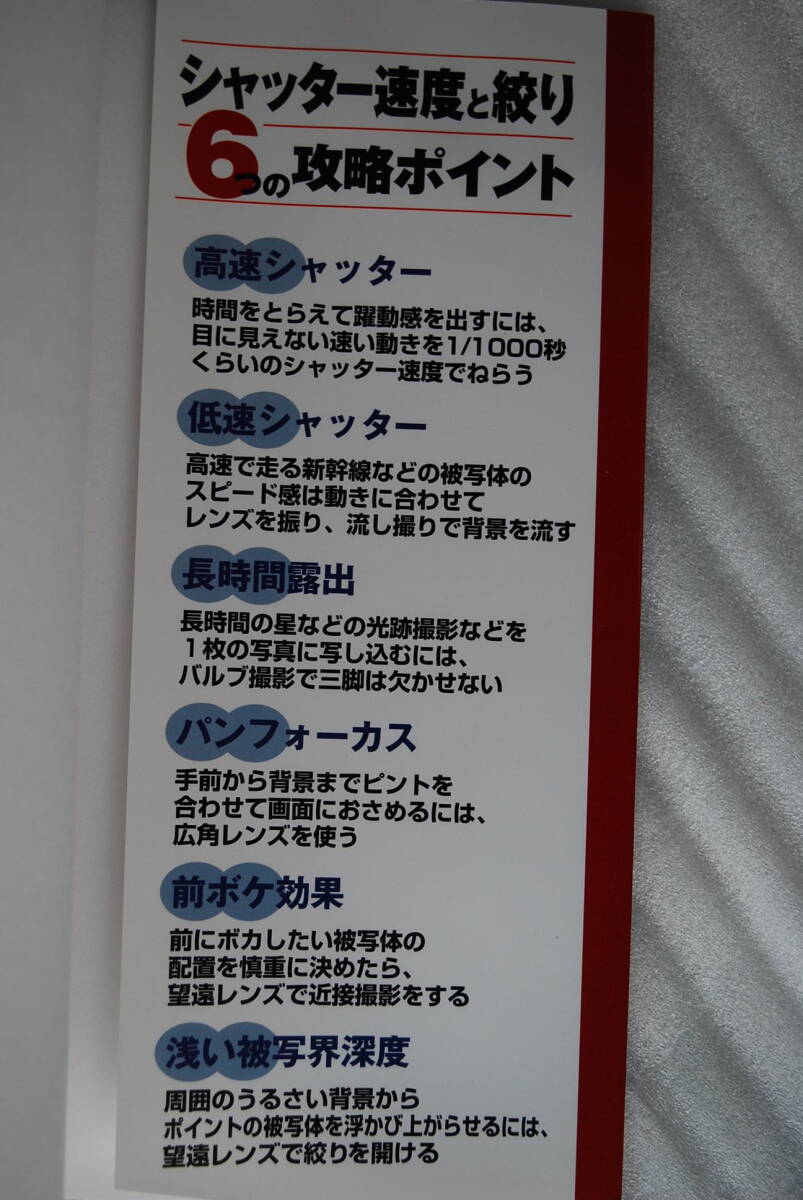 シャッター速度と絞り
6つの攻略ポイント
高速シャッター
時間をとらえて躍動感を出すには、
目に見えない速い動きを1/1000秒
くらいのシャッター速度でねらう
低速シャッター
高速で走る新幹線などの被写体の
スピード感は動きに合わせて
レンズを振り、流し撮りで背景を流す
長時間露出
長時間の星などの光跡撮影などを
1枚の写真に写し込むには、
バルブ撮影で三脚は欠かせない
パンフォーカス
手前から背景までピントを
合わせて画面におさめるには、
広角レンズを使う
前ボケ効果
前にボカしたい被写体の
配置を慎重に決めたら、
望遠レンズで近接撮影をする
浅い被写界深度
周囲のうるさい背景から
ポイントの被写体を浮かび上がらせるには、
望遠レンズで絞りを開ける